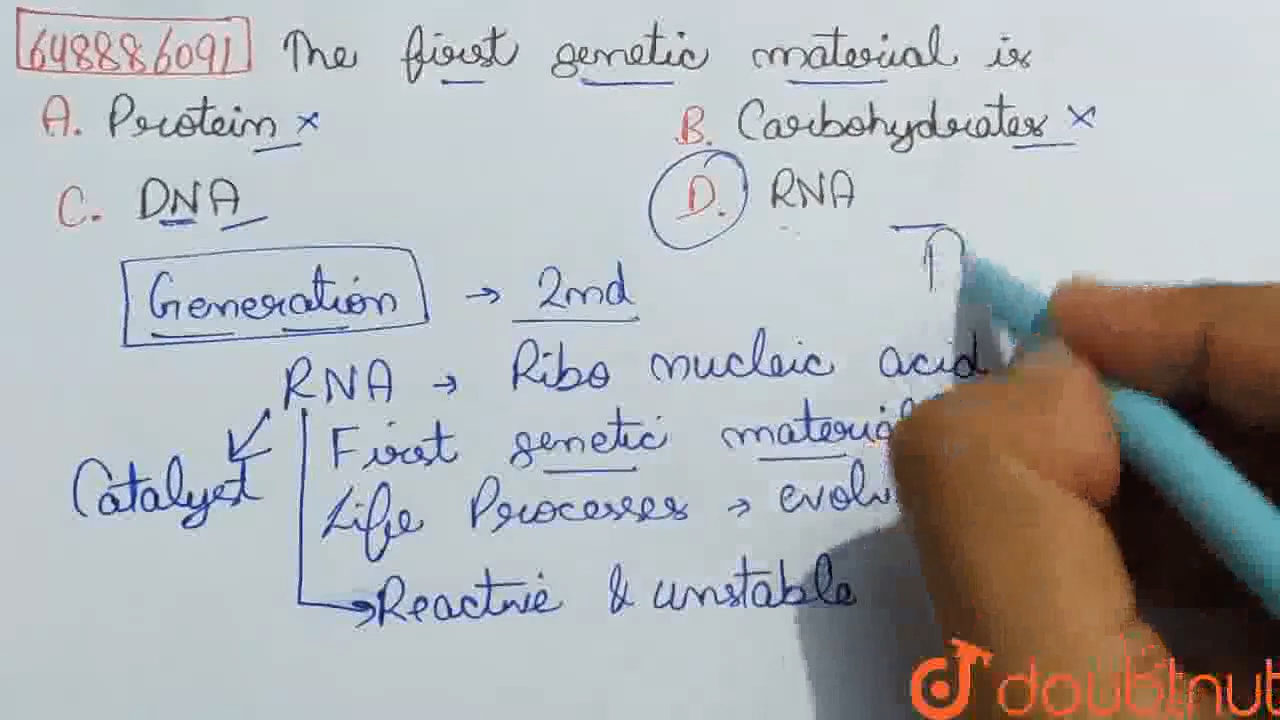 648886091 The first genetic material is
A. Protein × B. Carbohydrates ×
C. DNA D. RNA
Generation → 2nd
RNA → Ribo nucleic acid
First genetic material
Catalyst
Life Processes →
Reactive & unstable
doubtnut